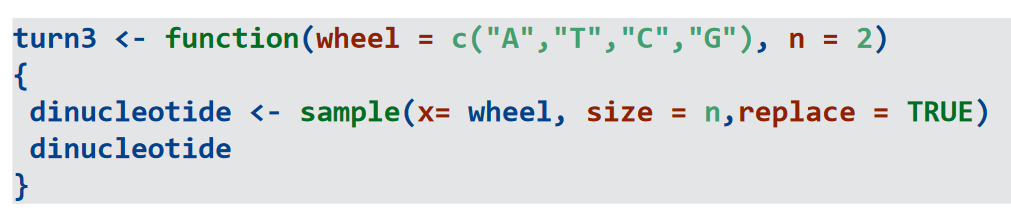 turn3 <- function(wheel = c("A","T","C","G"), n = 2)
{
 dinucleotide <- sample(x= wheel, size = n,replace = TRUE)
 dinucleotide
}